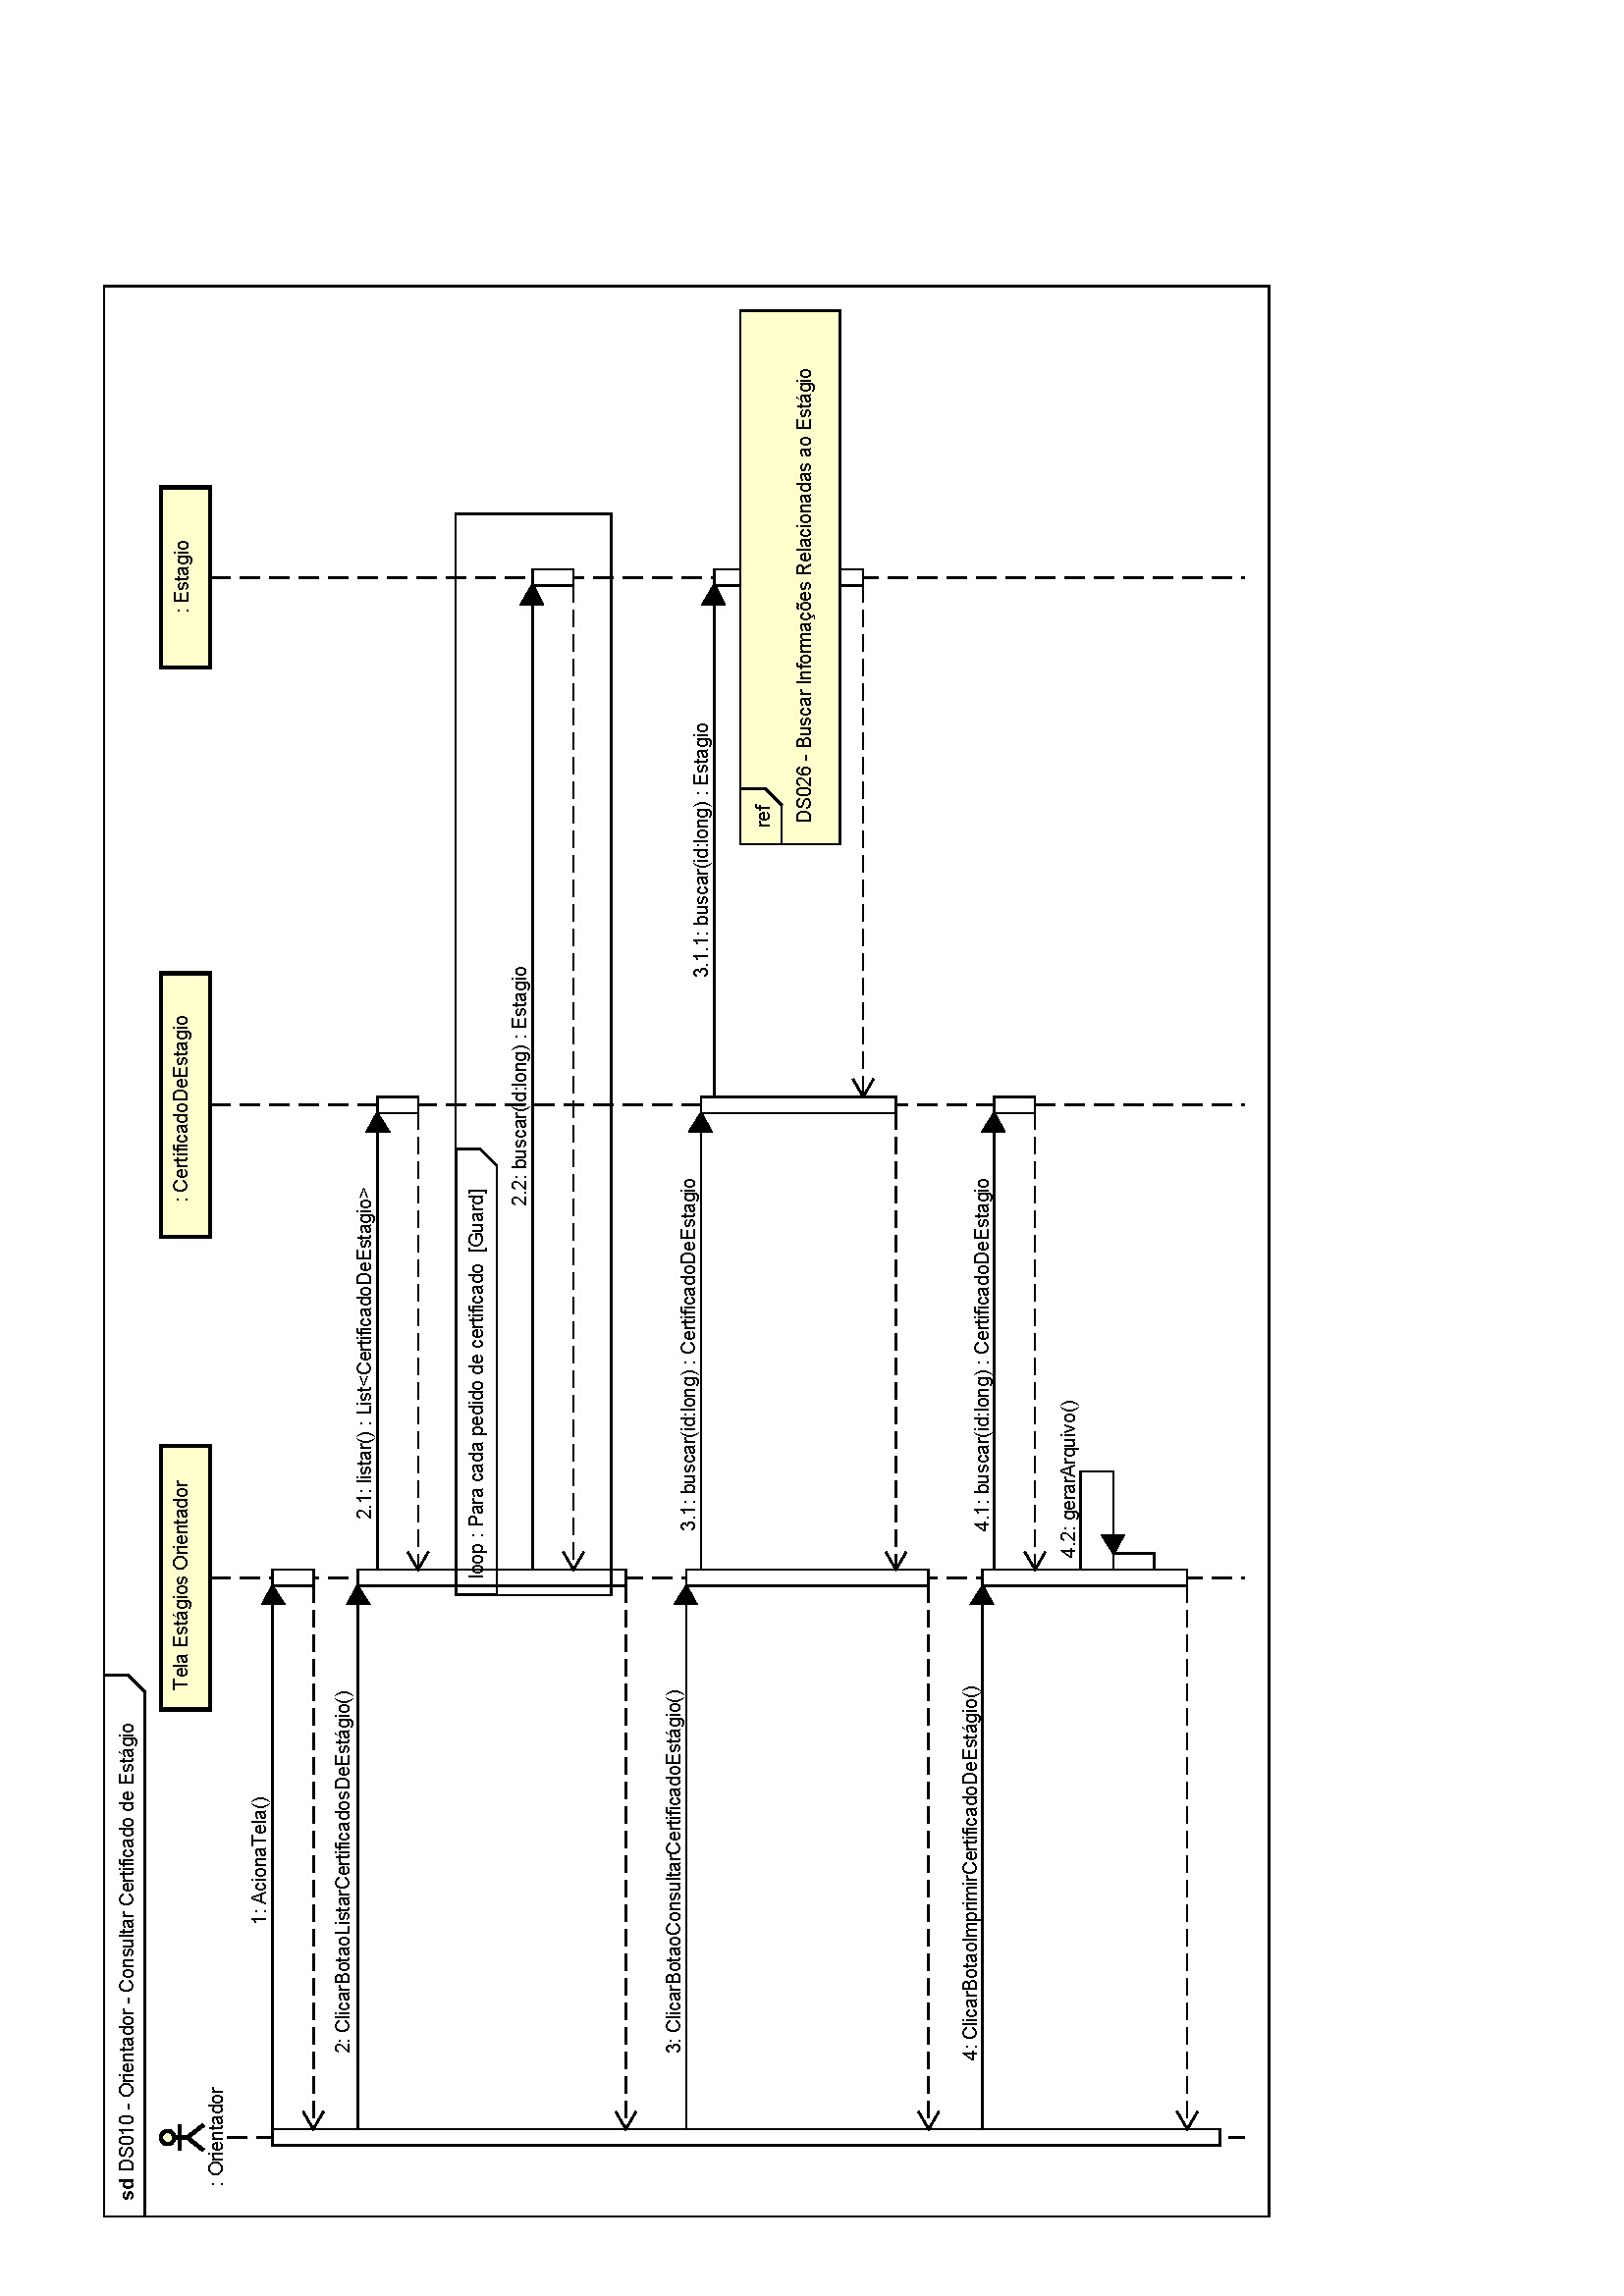 sd DS010 - Orientador - Consultar Certificado de Estágio
: Orientador
Tela Estágios Orientador
: CertificadoDeEstagio
: Estagio
1: AcionaTela()
2: ClicarBotaoListarCertificadosDeEstágio()
2.1: listar() : List<CertificadoDeEstagio>
loop : Para cada pedido de certificado [Guard]
2.2: buscar(id:long) : Estagio
3: ClicarBotaoConsultarCertificadoEstágio()
3.1: buscar(id:long) : CertificadoDeEstagio
3.1.1: buscar(id:long) : Estagio
ref
DS026 - Buscar Informações Relacionadas ao Estágio
4: ClicarBotaoImprimirCertificadoDeEstágio()
4.1: buscar(id:long) : CertificadoDeEstagio
4.2: gerarArquivo()